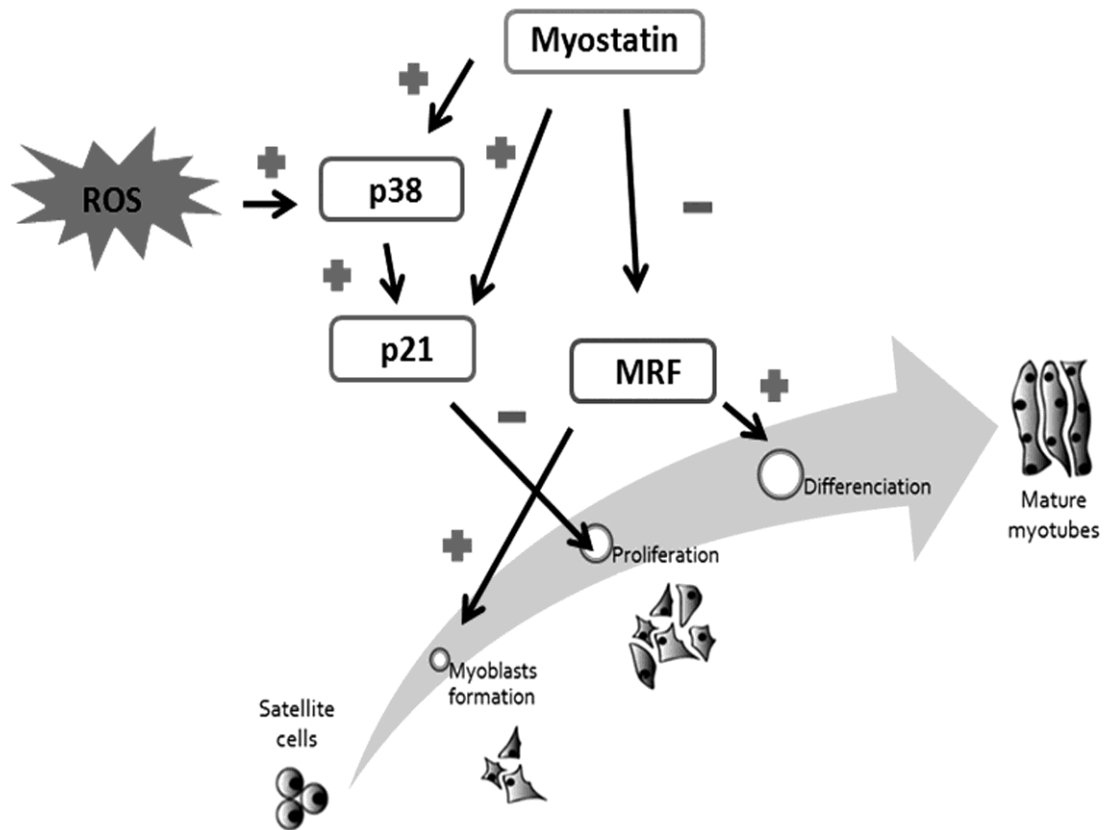 Myostatin
ROS
p38
p21
MRF
Differenciation
Mature
myotubes
Proliferation
Myoblasts
formation
Satellite
cells